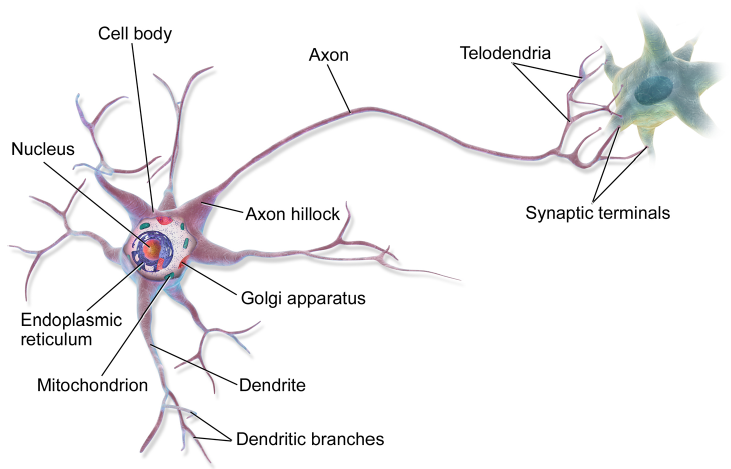 Cell body
Axon
Telodendria
Nucleus
Axon hillock
Synaptic terminals
Golgi apparatus
Endoplasmic
reticulum
Mitochondrion
Dendrite
Dendritic branches